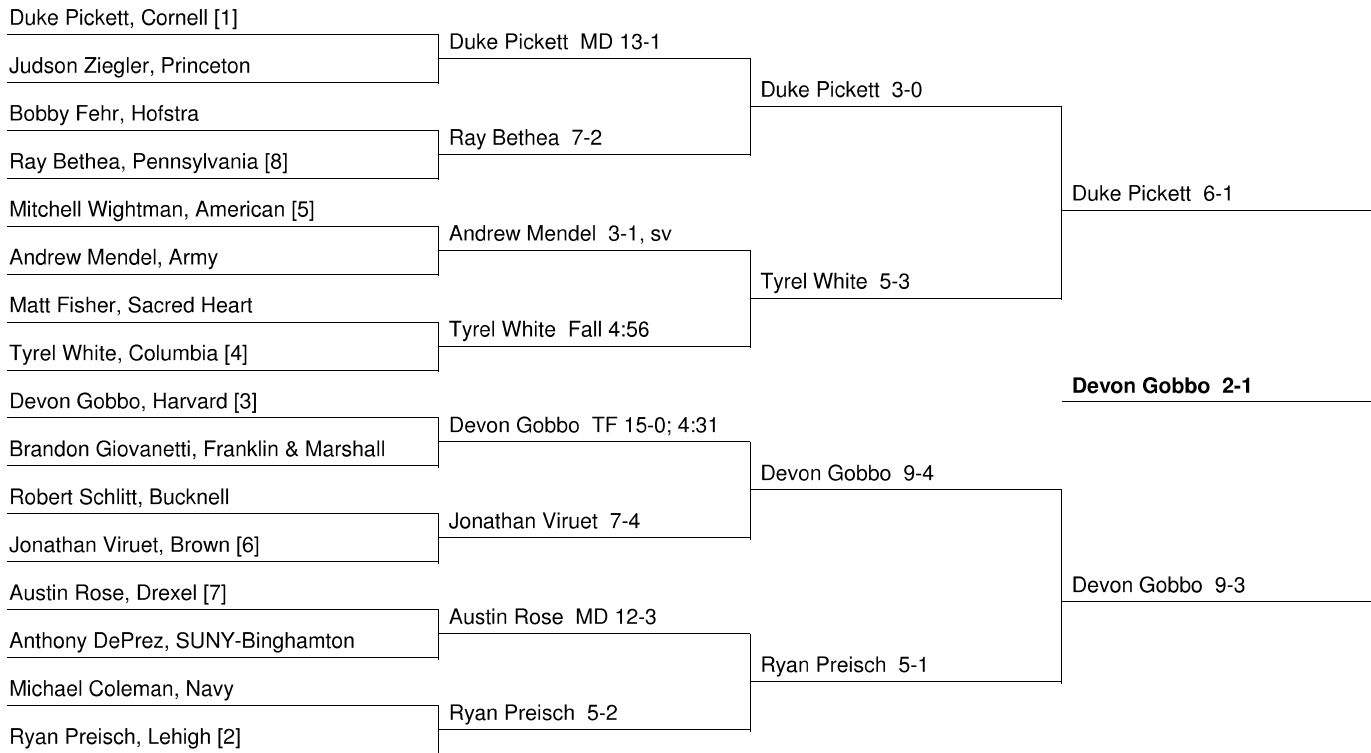 Duke Pickett, Cornell [1]
Judson Ziegler, Princeton
Bobby Fehr, Hofstra
Ray Bethea, Pennsylvania [8]
Mitchell Wightman, American [5]
Andrew Mendel, Army
Matt Fisher, Sacred Heart
Tyrel White, Columbia [4]
Devon Gobbo, Harvard [3]
Brandon Giovanetti, Franklin & Marshall
Robert Schlitt, Bucknell
Jonathan Viruet, Brown [6]
Austin Rose, Drexel [7]
Anthony DePrez, SUNY-Binghamton
Michael Coleman, Navy
Ryan Preisch, Lehigh [2]
Duke Pickett MD 13-1
Ray Bethea 7-2
Andrew Mendel 3-1, sv
Tyrel White Fall 4:56
Devon Gobbo TF 15-0; 4:31
Jonathan Viruet 7-4
Austin Rose MD 12-3
Ryan Preisch 5-2
Duke Pickett 3-0
Tyrel White 5-3
Devon Gobbo 9-4
Ryan Preisch 5-1
Duke Pickett 6-1
Devon Gobbo 2-1
Devon Gobbo 9-3